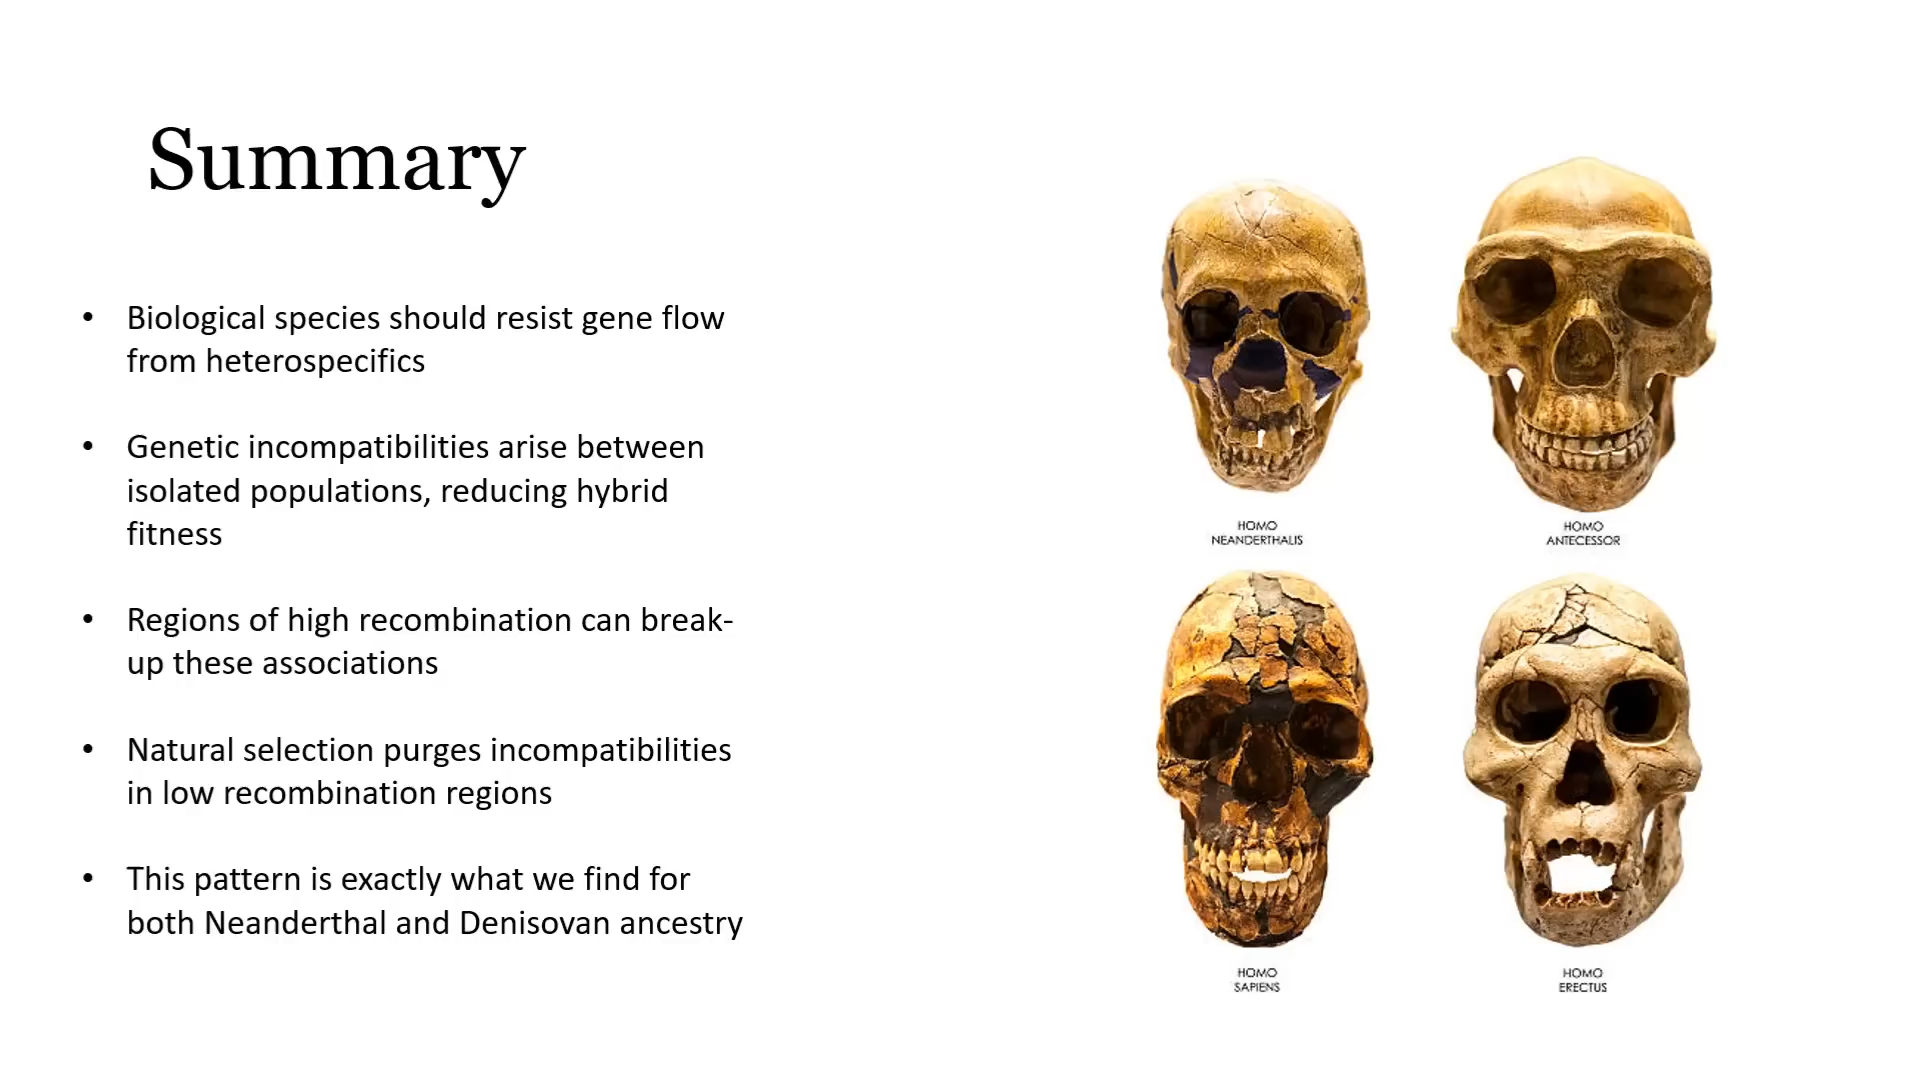 Summary
• Biological species should resist gene flow
from heterospecifics
• Genetic incompatibilities arise between
isolated populations, reducing hybrid
fitness
• Regions of high recombination can break-
up these associations
• Natural selection purges incompatibilities
in low recombination regions
• This pattern is exactly what we find for
both Neanderthal and Denisovan ancestry
HOMO
NEANDERTHALIS
HOMO
ANTECESSOR
HOMO
SAPIENS
HOMO
ERECTUS